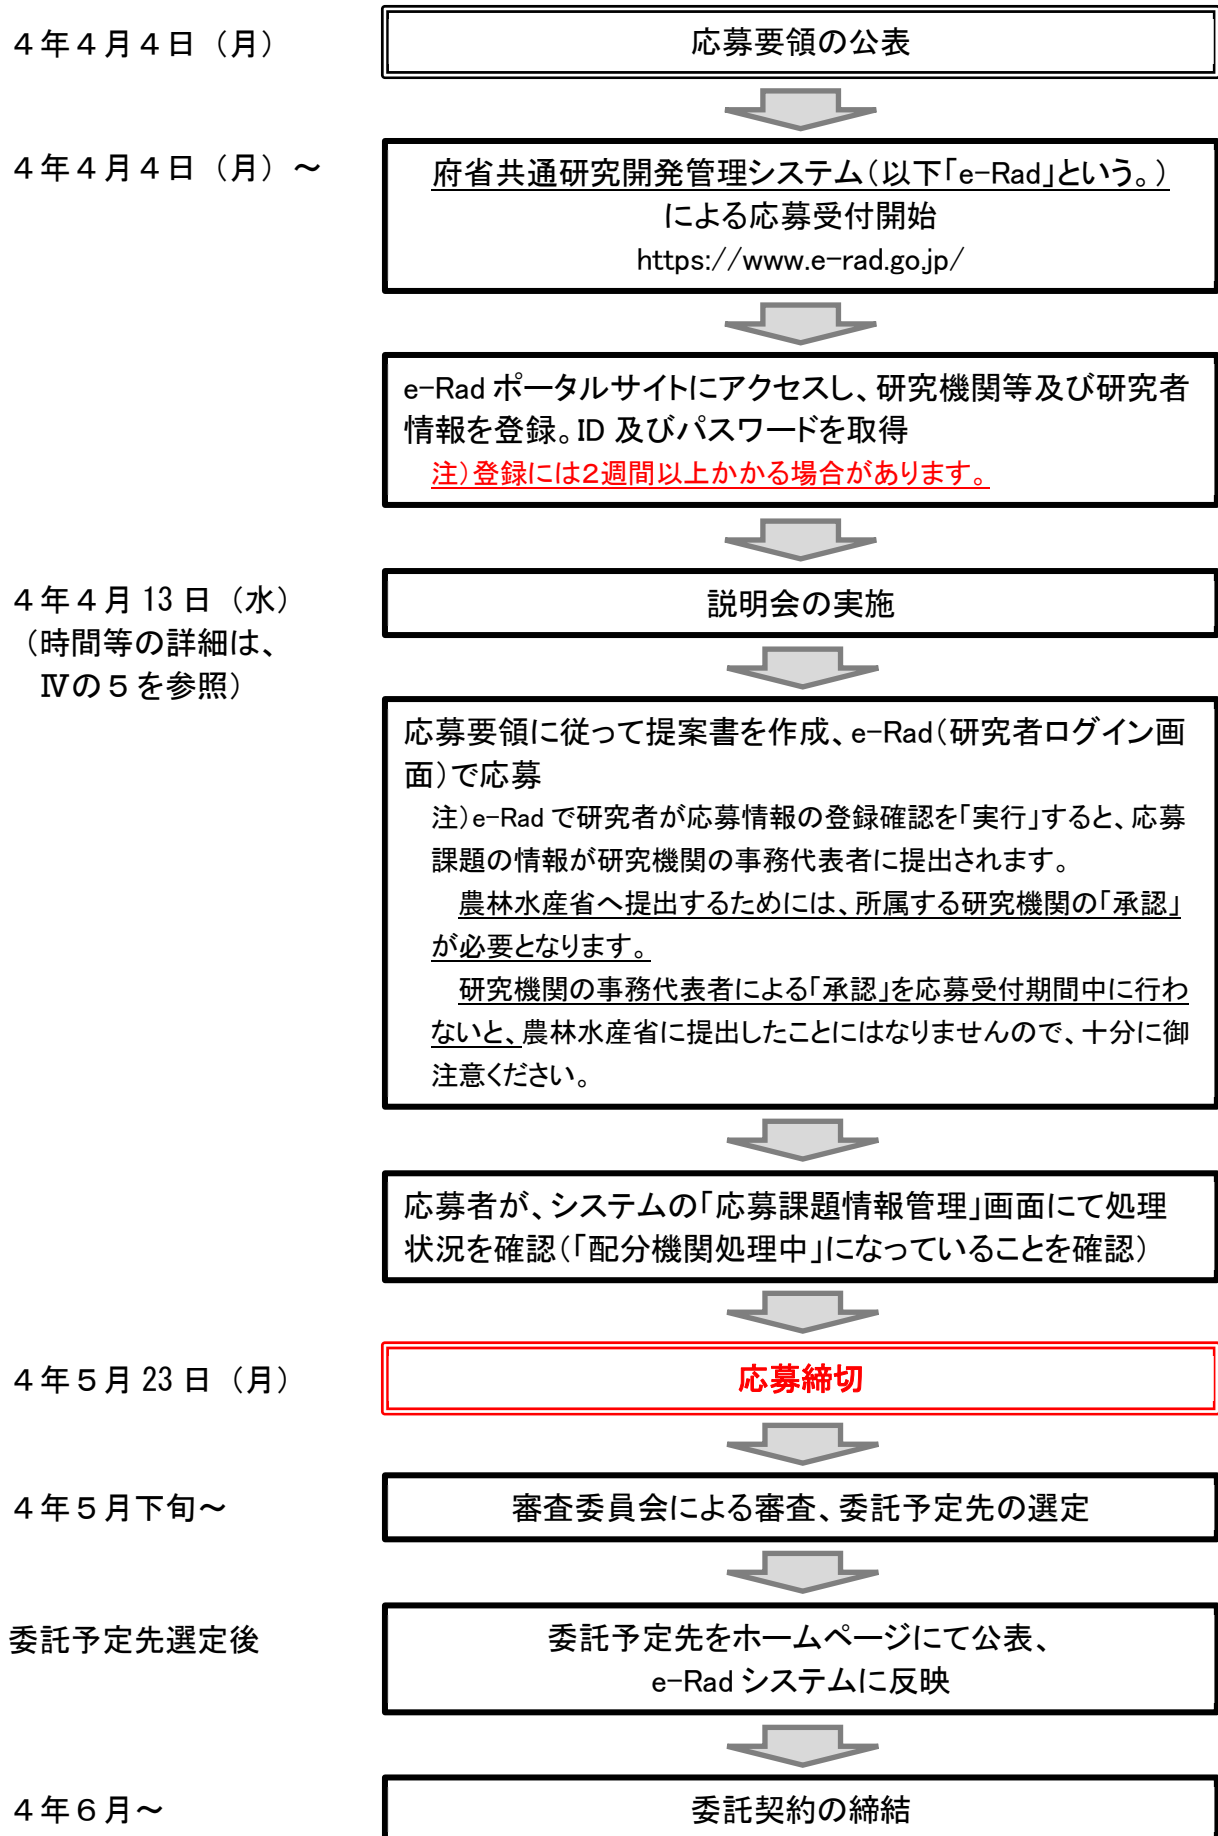 ４年４月４日（月）
応募要領の公表
４年４月４日（月）～
府省共通研究開発管理システム（以下「e-Rad」という。）
による応募受付開始
https://www.e-rad.go.jp/
e-Rad ポータルサイトにアクセスし、研究機関等及び研究者
情報を登録。ID 及びパスワードを取得
注）登録には２週間以上かかる場合があります。
４年４月 13 日（水）
（時間等の詳細は、
Ⅳの５を参照）
説明会の実施
応募要領に従って提案書を作成、e-Rad（研究者ログイン画
面）で応募
注）e-Rad で研究者が応募情報の登録確認を「実行」すると、応募
課題の情報が研究機関の事務代表者に提出されます。
農林水産省へ提出するためには、所属する研究機関の「承認」
が必要となります。
研究機関の事務代表者による「承認」を応募受付期間中に行わ
ないと、農林水産省に提出したことにはなりませんので、十分に御
注意ください。
応募者が、システムの「応募課題情報管理」画面にて処理
状況を確認（「配分機関処理中」になっていることを確認）
４年５月 23 日（月）
応募締切
４年５月下旬～
審査委員会による審査、委託予定先の選定
委託予定先選定後
委託予定先をホームページにて公表、
e-Rad システムに反映
４年６月～
委託契約の締結